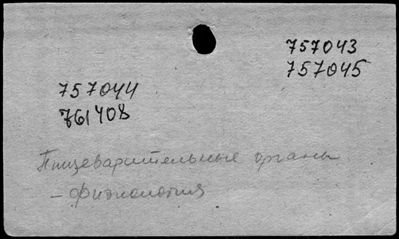 757043
757045
757044
761408
Пищеварительные органы
- физиология